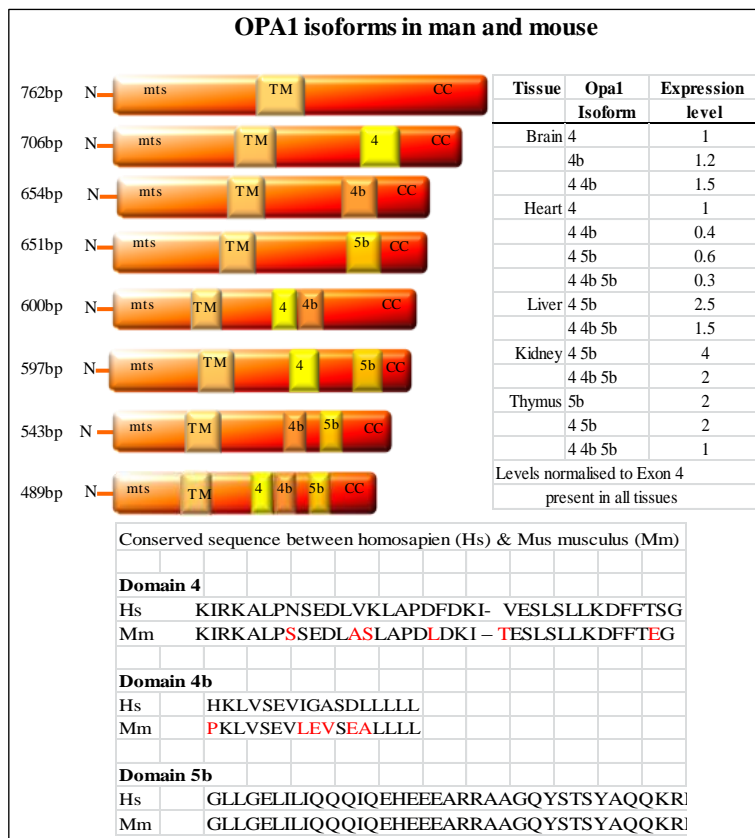 OPA1 isoforms in man and mouse
762bp N mts TM CC
706bp N mts TM 4 CC
654bp N mts TM 4b CC
651bp N mts TM 5b CC
600bp N mts TM 4 4b CC
597bp N mts TM 4 5b CC
543bp N mts TM 4b 5b CC
489bp N mts TM 4 4b 5b CC
Tissue Opa1 Expression
Isoform level
Brain 4 1
4b 1.2
4 4b 1.5
Heart 4 1
4 4b 0.4
4 5b 0.6
4 4b 5b 0.3
Liver 4 5b 2.5
4 4b 5b 1.5
Kidney 4 5b 4
4 4b 5b 2
Thymus 5b 2
4 5b 2
4 4b 5b 1
Levels normalised to Exon 4
present in all tissues
Conserved sequence between homosapien (Hs) & Mus musculus (Mm)
Domain 4
Hs KIRKALPNSEDLVKLAPDFDKI- VESLSLLKDFFTSG
Mm KIRKALPSSEDLASLAPDLDKI – TESLSLLKDFFTEG
Domain 4b
Hs HKLVSEVIGASDLLLLL
Mm PKLVSEVLEVSEALLLL
Domain 5b
Hs GLLGELILIQQQIQEHEEEARRAAGQYSTSYAQQKR
Mm GLLGELILIQQQIQEHEEEARRAAGQYSTSYAQQKR